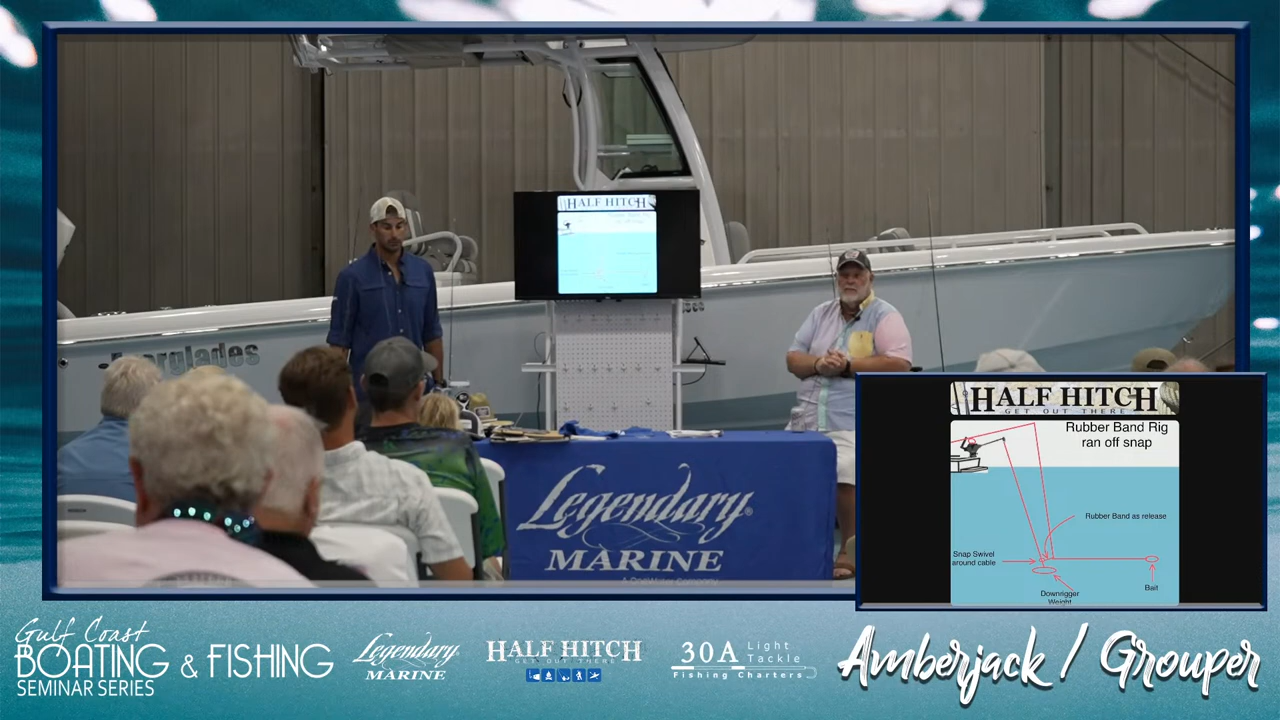 HALF HITCH
Everglades
Legendary®
MARINE
HALF HITCH
GET OUT THERE
Rubber Band Rig
ran off snap
Rubber Band as release
Snap Swivel
around cable
Bait
Downrigger
Weight
Gulf Coast
BOATING & FISHING
SEMINAR SERIES
Legendary
MARINE
HALF HITCH
GET OUT THERE
30A Light
Tackle
Fishing Charters
Amberjack / Grouper